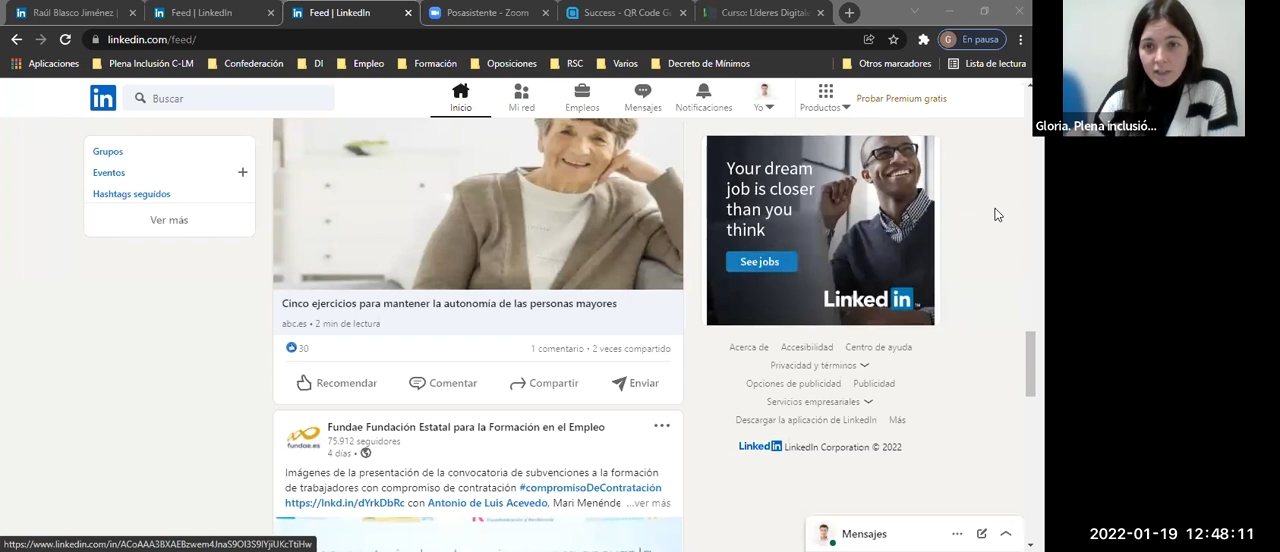 Raúl Blasco Jiménez |
Feed | LinkedIn
Feed | LinkedIn
Posasistente - Zoom
Success - QR Code G
Curso: Líderes Digitale
linkedin.com/feed/
G
En pausa
Aplicaciones
Plena Inclusión C-LM
Confederación
DI
Empleo
Formación
Oposiciones
RSC
Varios
Decreto de Mínimos
Otros marcadores
Lista de lectura
in
Buscar
Inicio
Mi red
Empleos
Mensajes
Notificaciones
Yo
Productos
Probar Premium gratis
Gloria. Plena inclusió...
Grupos
Eventos
Hashtags seguidos
Ver más
Cinco ejercicios para mantener la autonomía de las personas mayores
abc.es • 2 min de lectura
30
1 comentario • 2 veces compartido
Recomendar
Comentar
Compartir
Enviar
fundae.es
Fundae Fundación Estatal para la Formación en el Empleo
75.912 seguidores
4 días •
Imágenes de la presentación de la convocatoria de subvenciones a la formación
de trabajadores con compromiso de contratación #compromisoDeContratación
https://lnkd.in/dYrkDbRc con Antonio de Luis Acevedo, Mari Menénde ...ver más
Your dream
job is closer
than you
think
See jobs
Linked in
Acerca de
Accesibilidad
Centro de ayuda
Privacidad y términos
Opciones de publicidad
Publicidad
Servicios empresariales
Descargar la aplicación de LinkedIn
Más
Linked in LinkedIn Corporation © 2022
Mensajes
2022-01-19 12:48:11